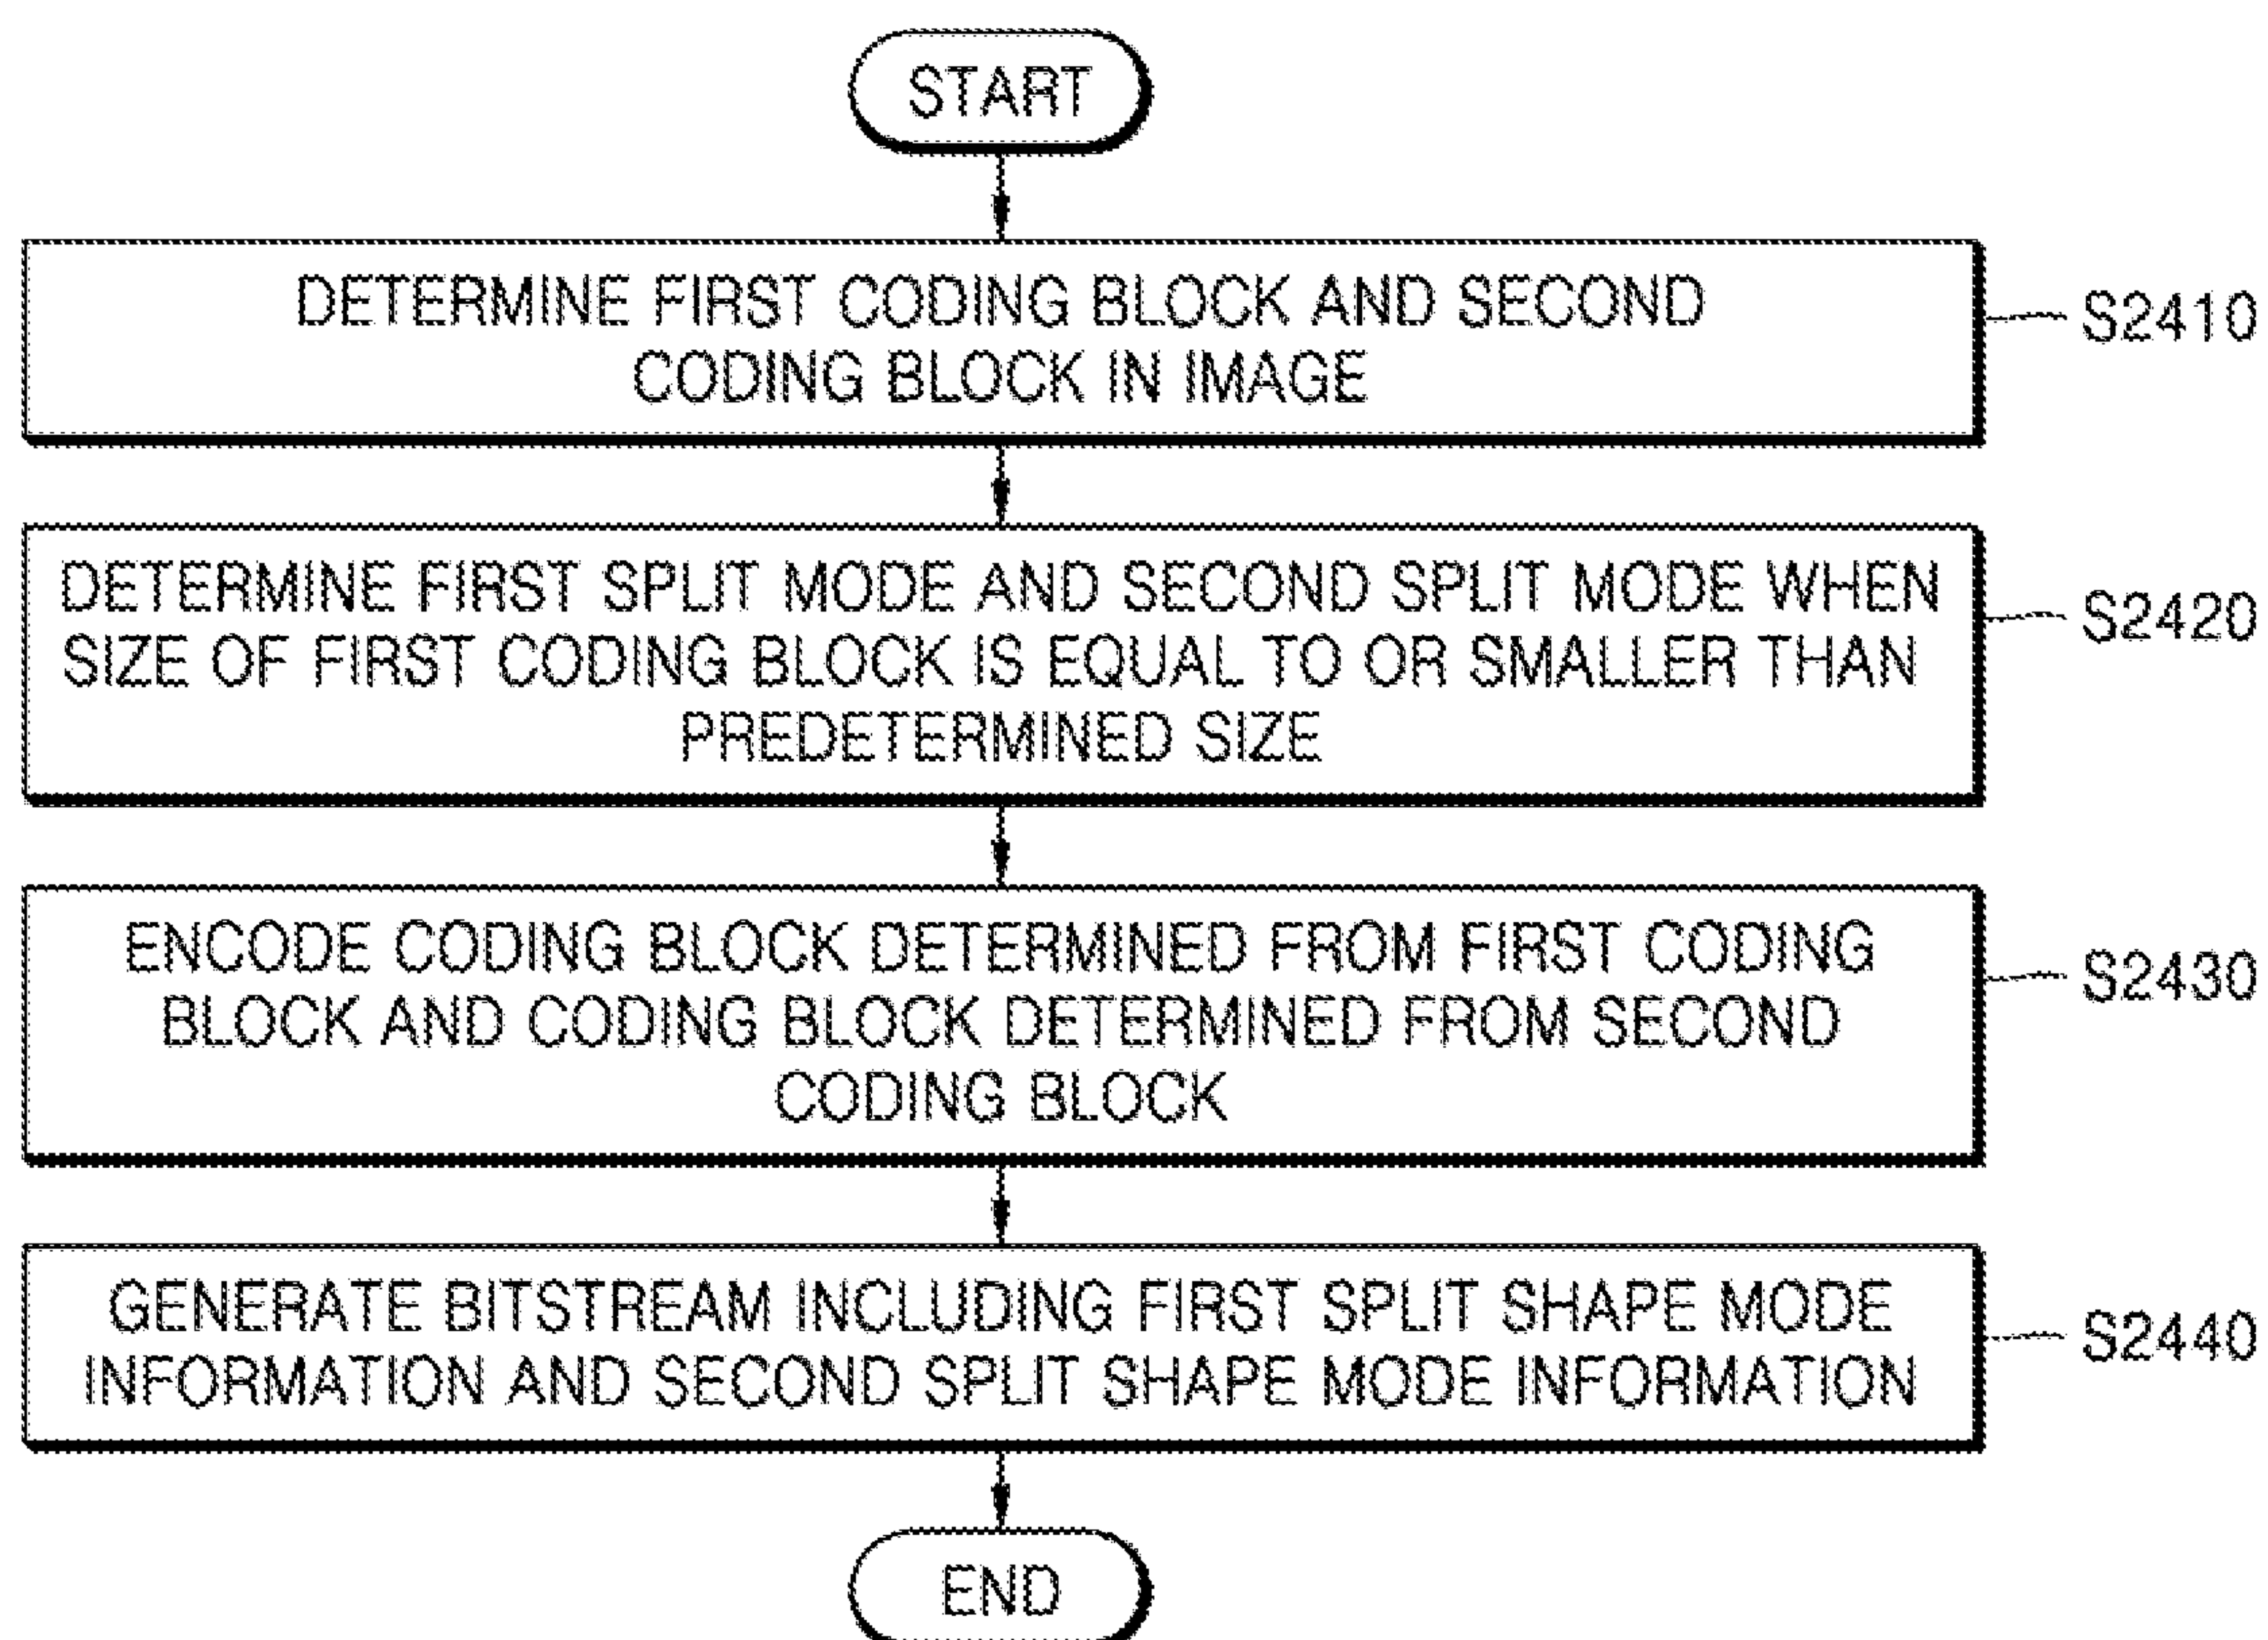 START
DETERMINE FIRST CODING BLOCK AND SECOND
CODING BLOCK IN IMAGE
S2410
DETERMINE FIRST SPLIT MODE AND SECOND SPLIT MODE WHEN
SIZE OF FIRST CODING BLOCK IS EQUAL TO OR SMALLER THAN
PREDETERMINED SIZE
S2420
ENCODE CODING BLOCK DETERMINED FROM FIRST CODING
BLOCK AND CODING BLOCK DETERMINED FROM SECOND
CODING BLOCK
S2430
GENERATE BITSTREAM INCLUDING FIRST SPLIT SHAPE MODE
INFORMATION AND SECOND SPLIT SHAPE MODE INFORMATION
S2440
END